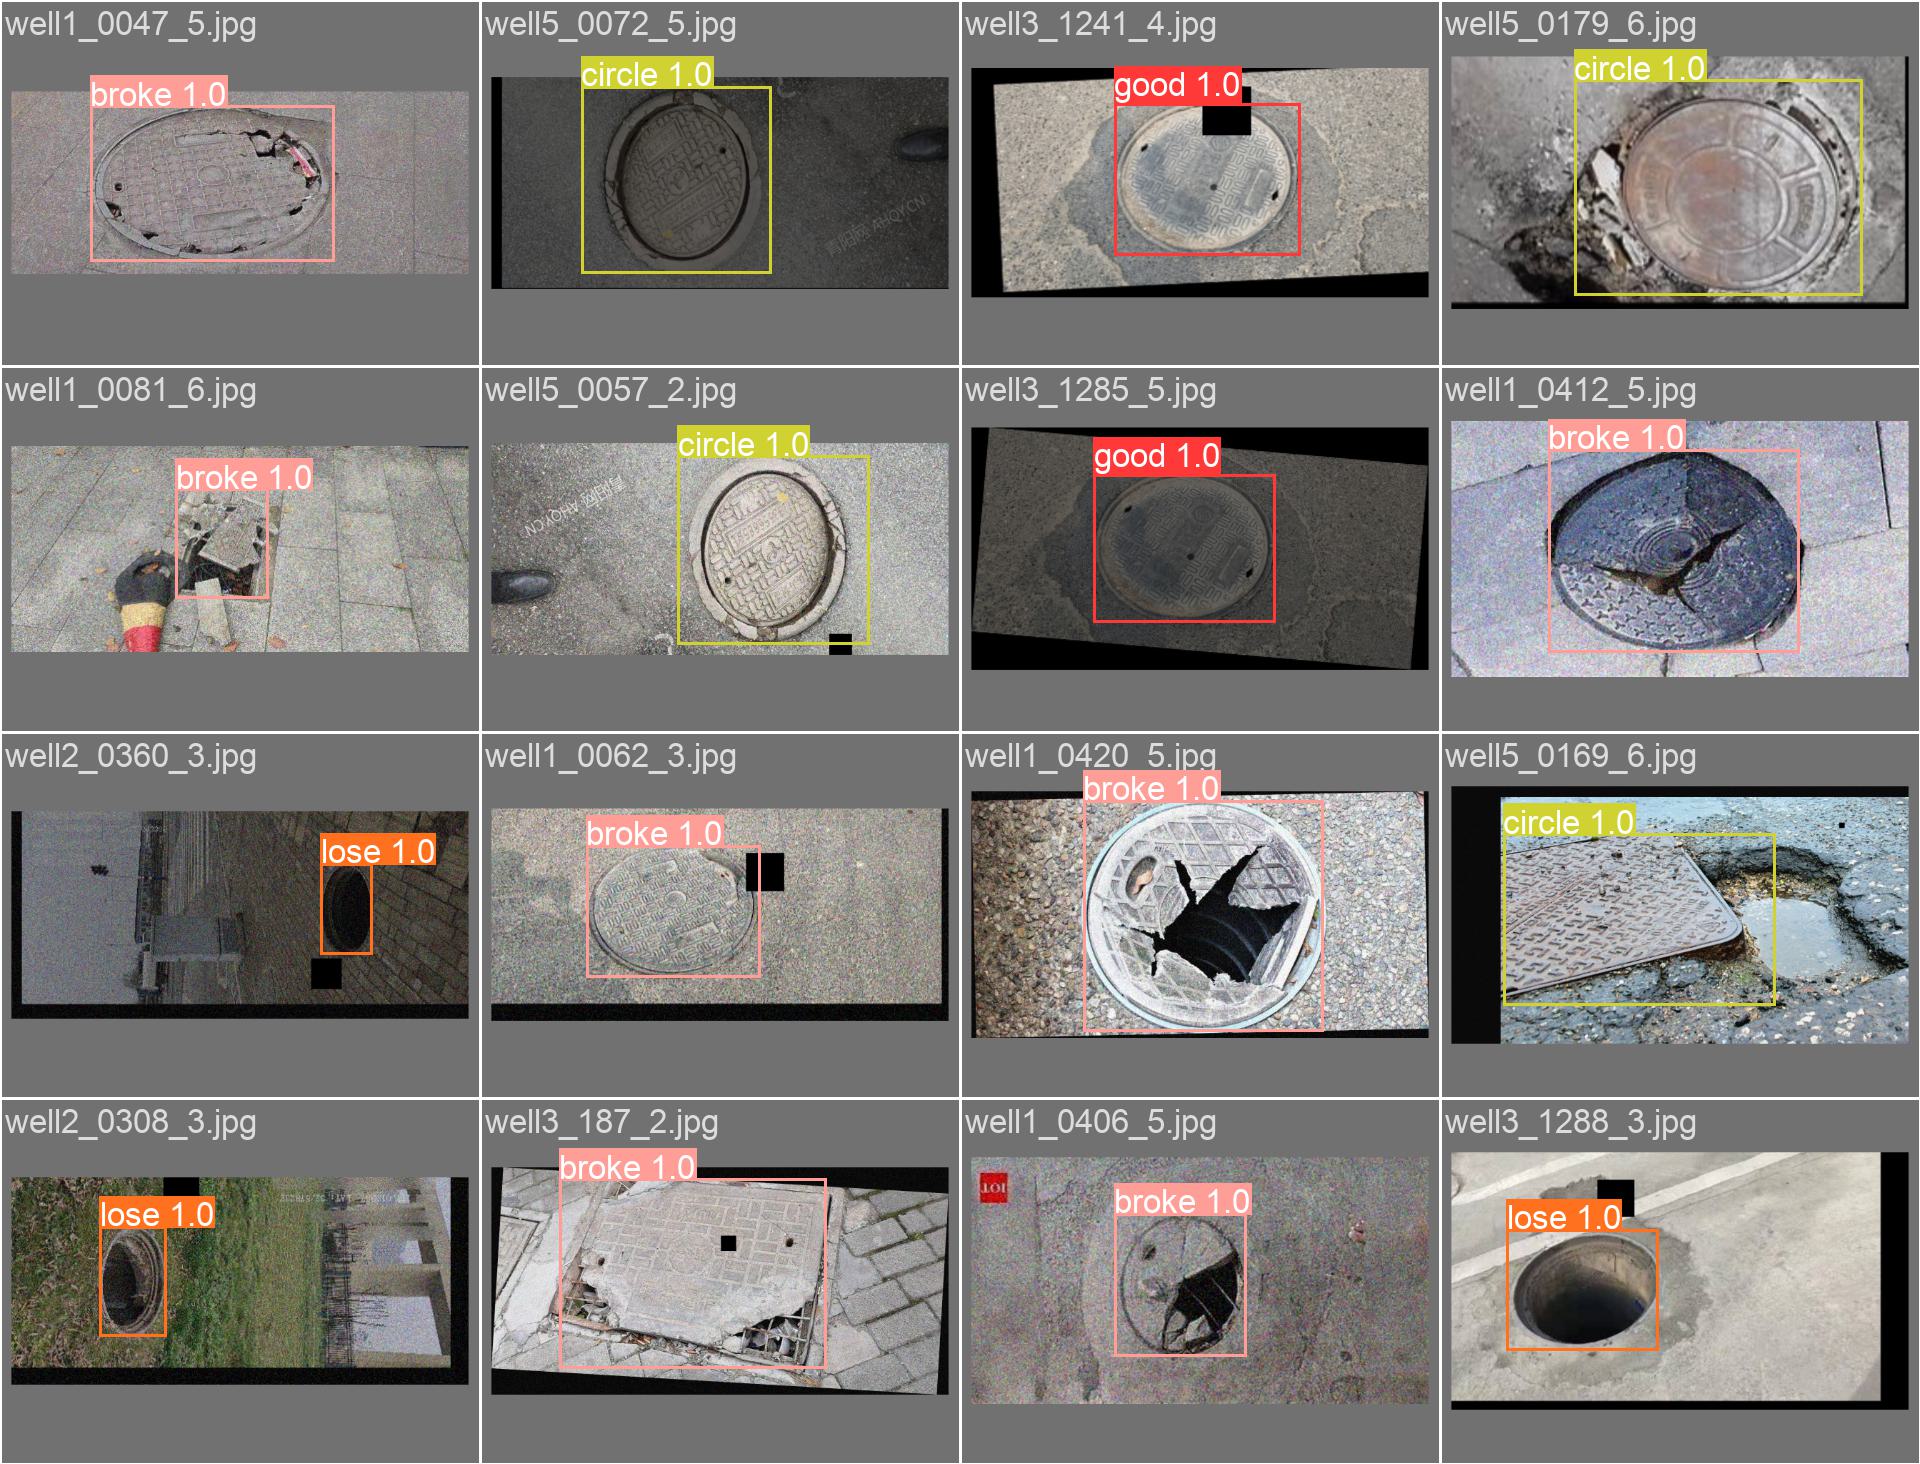 well1_0047_5.jpg
broke 1.0
well5_0072_5.jpg
circle 1.0
AHQY.CN
well3_1241_4.jpg
good 1.0
well5_0179_6.jpg
circle 1.0
well1_0081_6.jpg
broke 1.0
well5_0057_2.jpg
circle 1.0
AHQY.CN
well3_1285_5.jpg
good 1.0
well1_0412_5.jpg
broke 1.0
well2_0360_3.jpg
lose 1.0
well1_0062_3.jpg
broke 1.0
well1_0420_5.jpg
broke 1.0
well5_0169_6.jpg
circle 1.0
well2_0308_3.jpg
lose 1.0
well3_187_2.jpg
broke 1.0
well1_0406_5.jpg
broke 1.0
well3_1288_3.jpg
lose 1.0